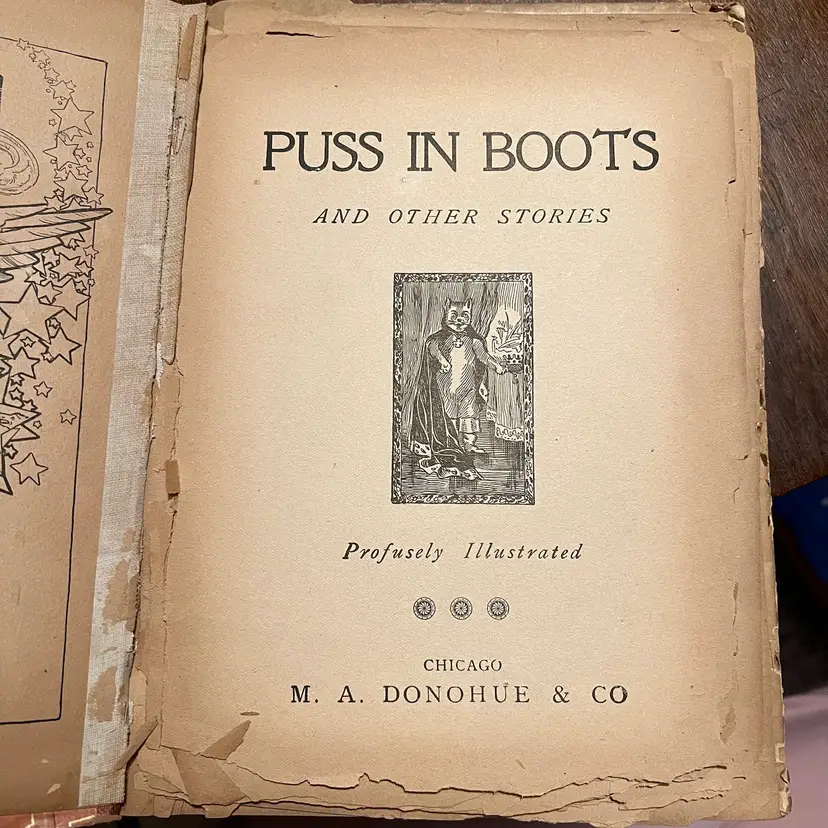 PUSS IN BOOTS
AND OTHER STORIES
Profusely Illustrated
CHICAGO
M. A. DONOHUE & CO